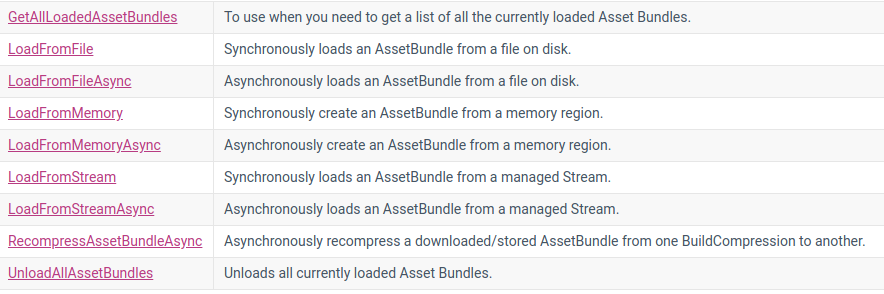 GetAllLoadedAssetBundles To use when you need to get a list of all the currently loaded Asset Bundles.
LoadFromFile Synchronously loads an AssetBundle from a file on disk.
LoadFromFileAsync Asynchronously loads an AssetBundle from a file on disk.
LoadFromMemory Synchronously create an AssetBundle from a memory region.
LoadFromMemoryAsync Asynchronously create an AssetBundle from a memory region.
LoadFromStream Synchronously loads an AssetBundle from a managed Stream.
LoadFromStreamAsync Asynchronously loads an AssetBundle from a managed Stream.
RecompressAssetBundleAsync Asynchronously recompress a downloaded/stored AssetBundle from one BuildCompression to another.
UnloadAllAssetBundles Unloads all currently loaded Asset Bundles.